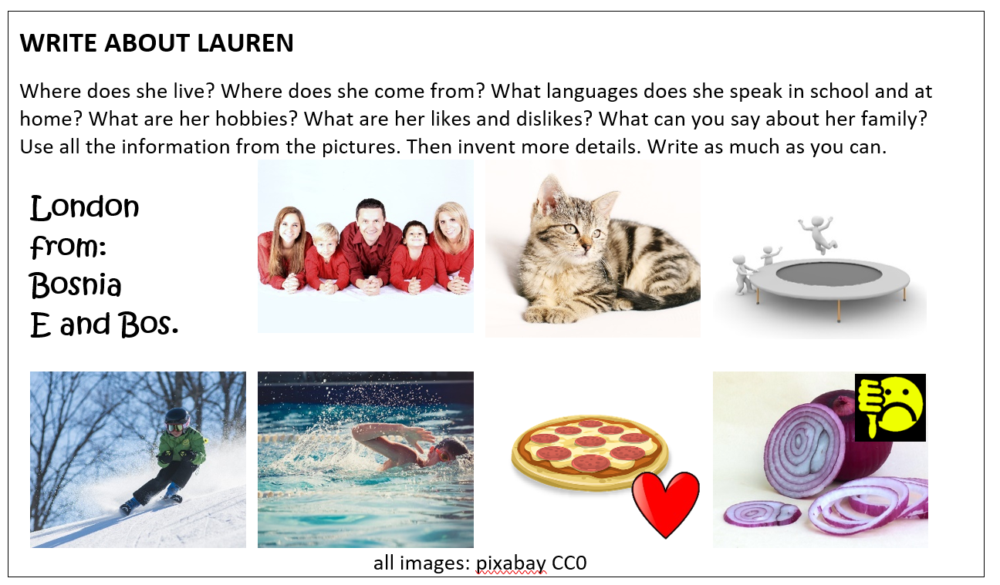 WRITE ABOUT LAUREN
Where does she live? Where does she come from? What languages does she speak in school and at
home? What are her hobbies? What are her likes and dislikes? What can you say about her family?
Use all the information from the pictures. Then invent more details. Write as much as you can.
London
from:
Bosnia
E and Bos.
all images: pixabay CC0